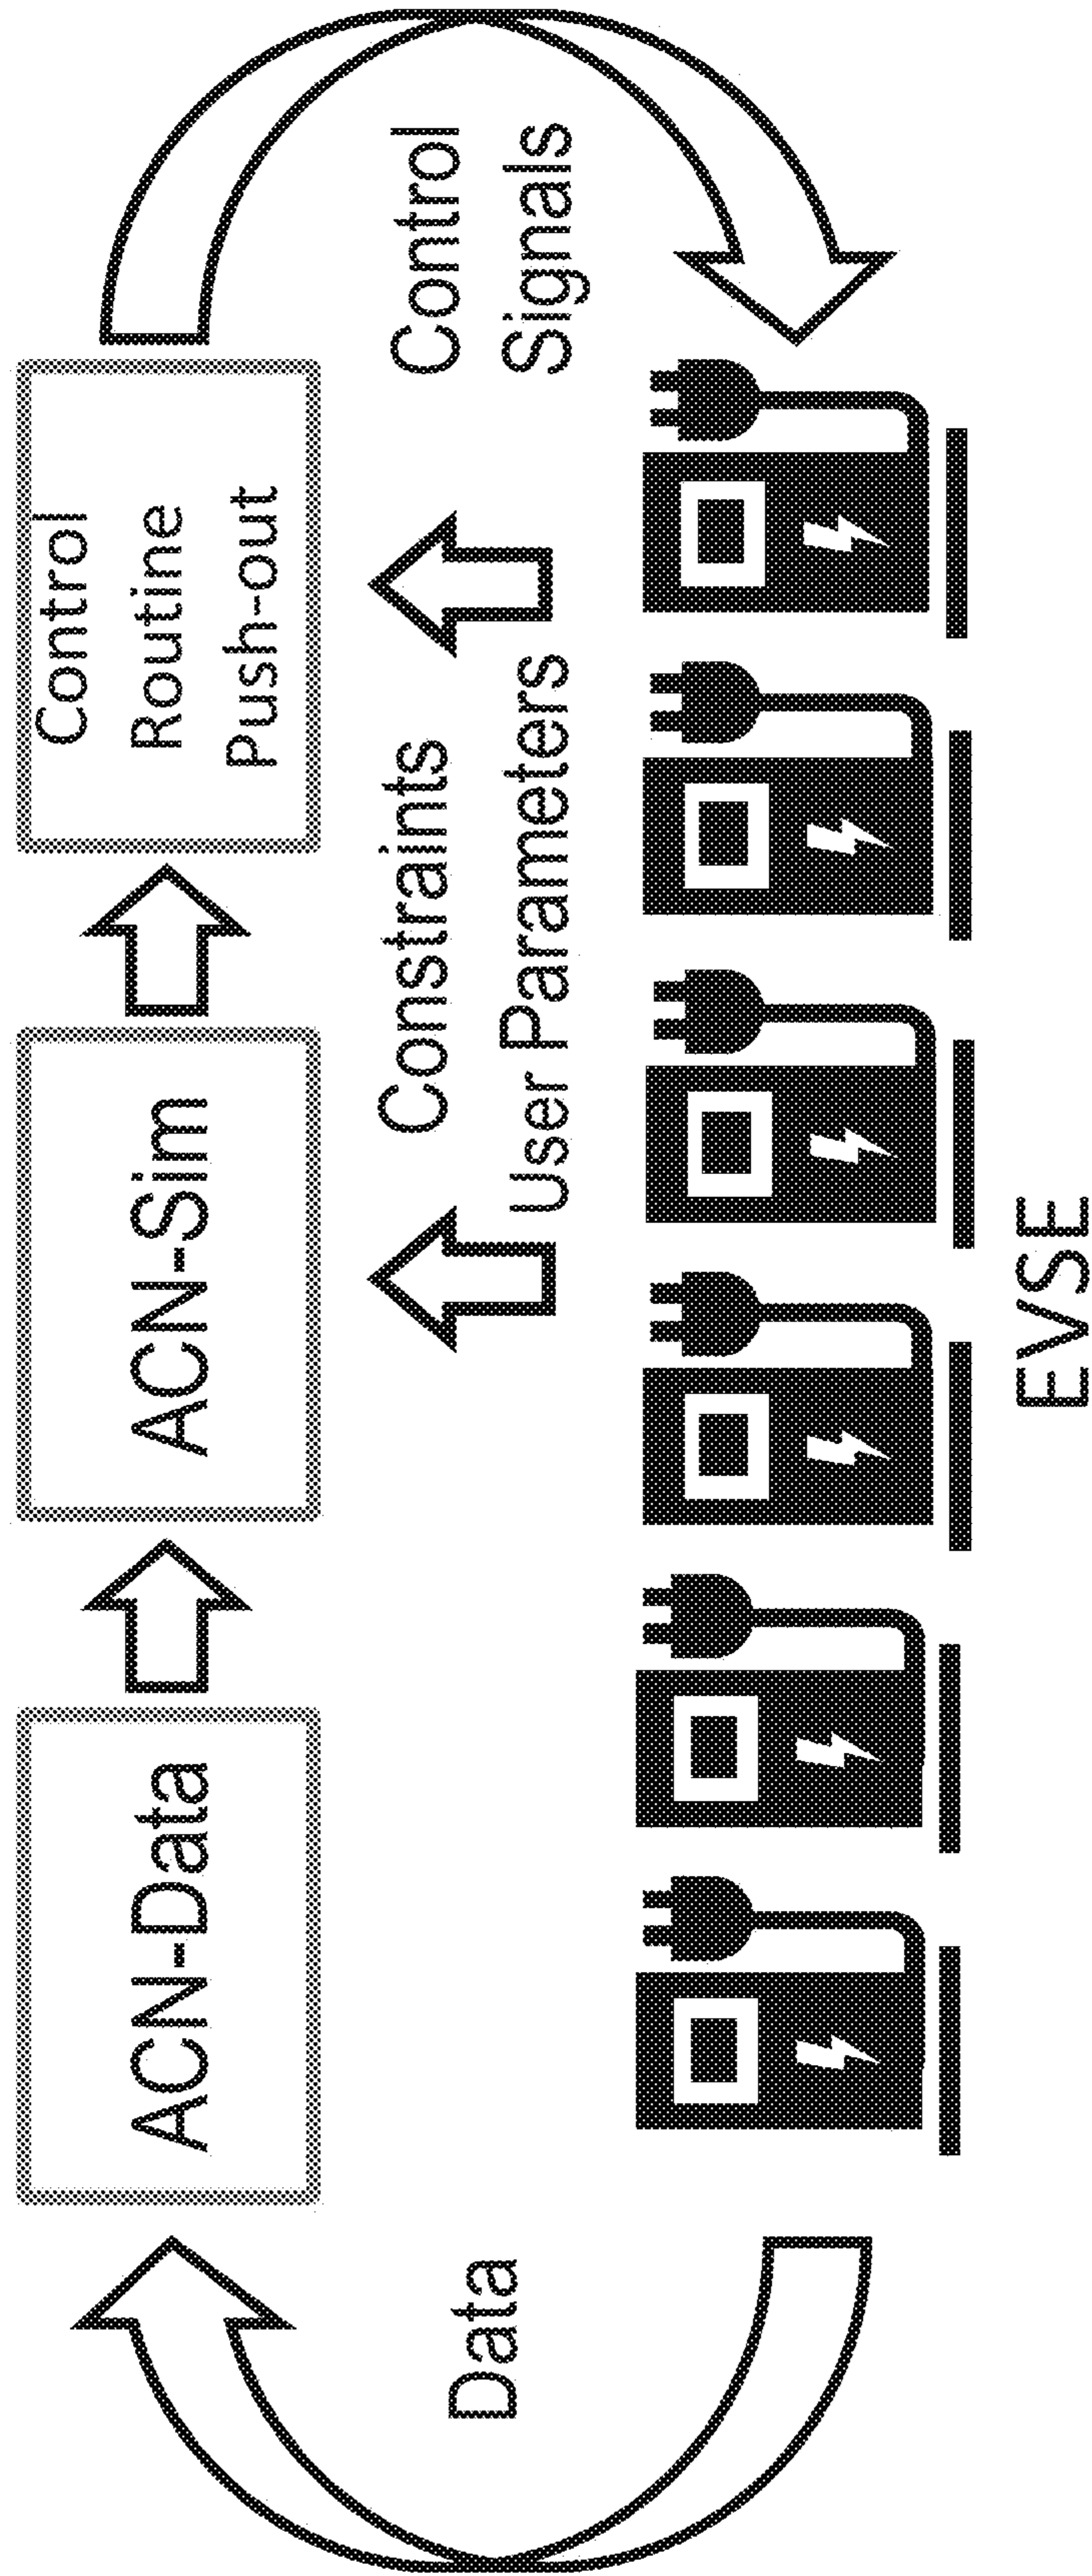 ACN-Data
ACN-Sim
Control
Routine
Push-out
Data
Constraints
User Parameters
Control
Signals
EVSE